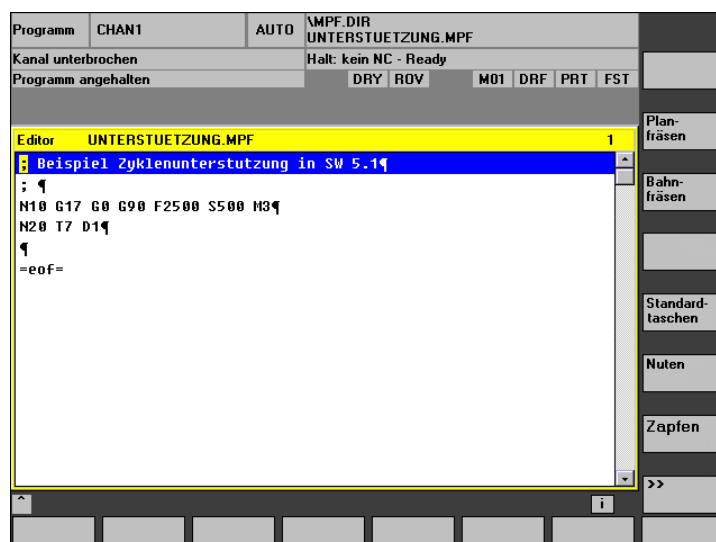 Programm CHAN1 AUTO \MPF.DIR
UNTERSTUETZUNG.MPF
Kanal unterbrochen Halt: kein NC - Ready
Programm angehalten DRY ROV M01 DRF PRT FST
Editor UNTERSTUETZUNG.MPF 1
; Beispiel Zyklenunterstutzung in SW 5.1¶
; ¶
N10 G17 G0 G90 F2500 S500 M3¶
N20 T7 D1¶
¶
=eof=
Plan-
fräsen
Bahn-
fräsen
Standard-
taschen
Nuten
Zapfen
>>
^ i